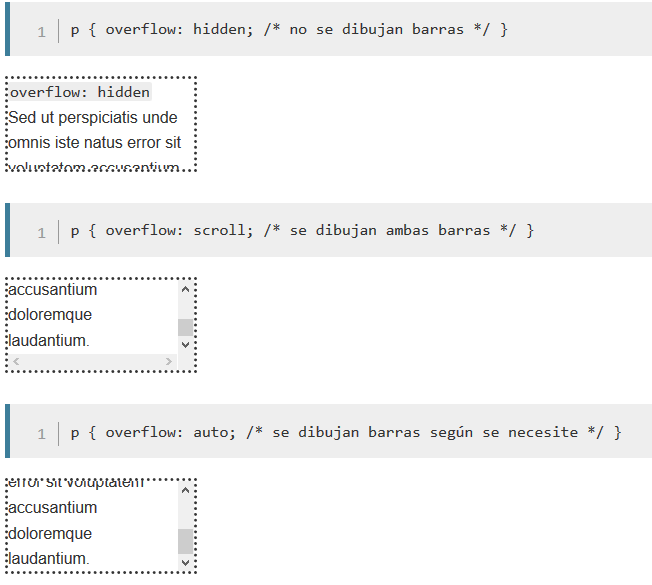 1 p { overflow: hidden; /* no se dibujan barras */ }
overflow: hidden
Sed ut perspiciatis unde
omnis iste natus error sit
voluptatem accusantium
1 p { overflow: scroll; /* se dibujan ambas barras */ }
accusantium
doloremque
laudantium.
1 p { overflow: auto; /* se dibujan barras según se necesite */ }
error sit voluptatem
accusantium
doloremque
laudantium.